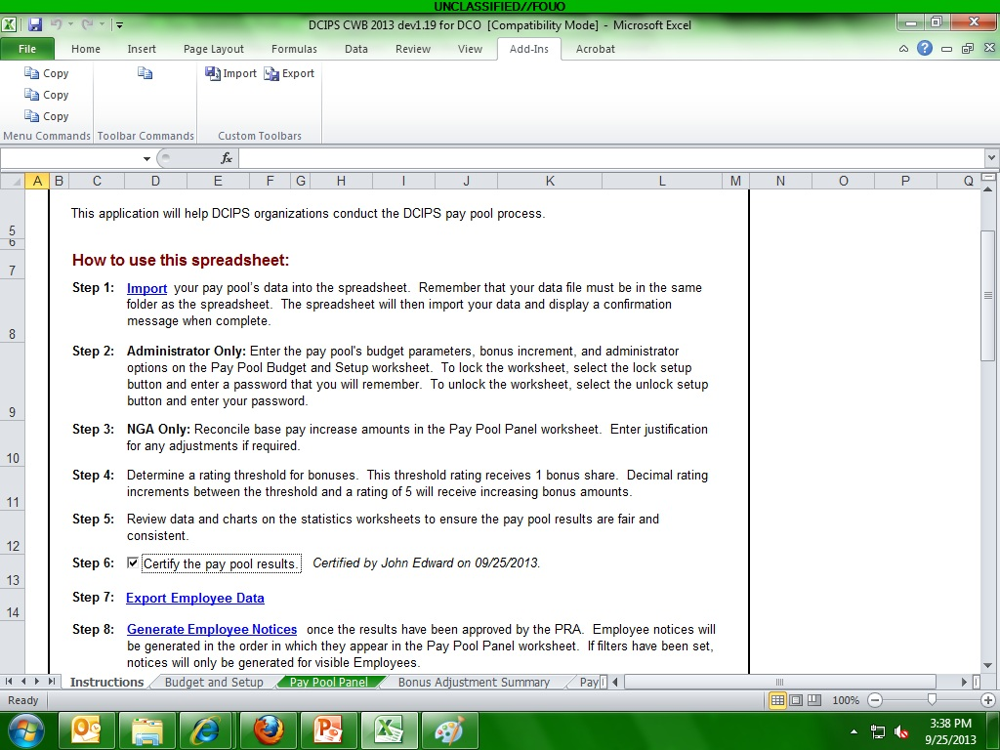 UNCLASSIFIED//FOUO
DCIPS CWB 2013 dev1.19 for DCO [Compatibility Mode] - Microsoft Excel
File Home Insert Page Layout Formulas Data Review View Add-Ins Acrobat
Copy Import Export
Copy
Copy
Menu Commands Toolbar Commands Custom Toolbars
fx
A B C D E F G H I J K L M N O P Q
This application will help DCIPS organizations conduct the DCIPS pay pool process.
5
6
How to use this spreadsheet:
7
Step 1: Import your pay pool's data into the spreadsheet. Remember that your data file must be in the same
folder as the spreadsheet. The spreadsheet will then import your data and display a confirmation
message when complete.
8
Step 2: Administrator Only: Enter the pay pool's budget parameters, bonus increment, and administrator
options on the Pay Pool Budget and Setup worksheet. To lock the worksheet, select the lock setup
button and enter a password that you will remember. To unlock the worksheet, select the unlock setup
button and enter your password.
9
Step 3: NGA Only: Reconcile base pay increase amounts in the Pay Pool Panel worksheet. Enter justification
for any adjustments if required.
10
Step 4: Determine a rating threshold for bonuses. This threshold rating receives 1 bonus share. Decimal rating
increments between the threshold and a rating of 5 will receive increasing bonus amounts.
11
Step 5: Review data and charts on the statistics worksheets to ensure the pay pool results are fair and
consistent.
12
Step 6: Certify the pay pool results. Certified by John Edward on 09/25/2013.
13
Step 7: Export Employee Data
14
Step 8: Generate Employee Notices once the results have been approved by the PRA. Employee notices will
be generated in the order in which they appear in the Pay Pool Panel worksheet. If filters have been set,
notices will only be generated for visible Employees.
Instructions Budget and Setup Pay Pool Panel Bonus Adjustment Summary Pay
Ready 100%
3:38 PM
9/25/2013